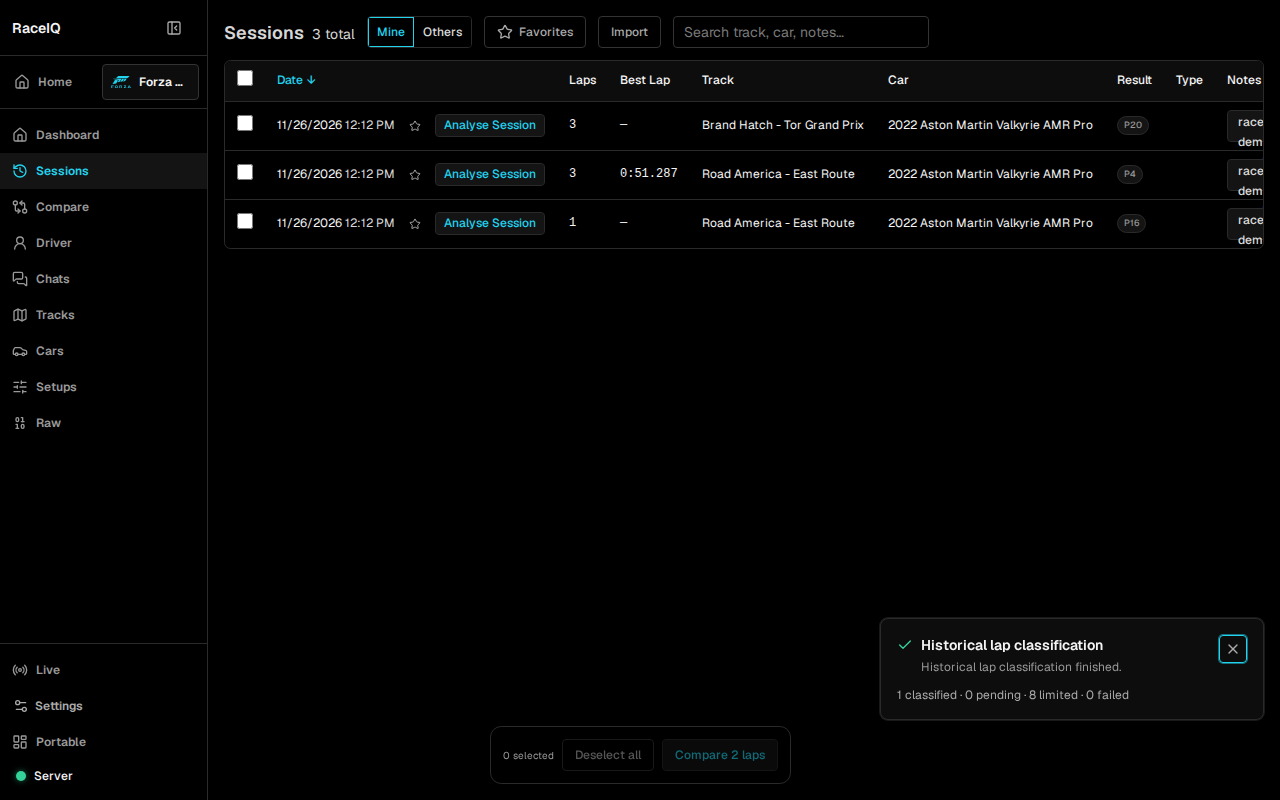 RaceIQ
Home
FORZA
Forza ...
Dashboard
Sessions
Compare
Driver
Chats
Tracks
Cars
Setups
01
10
Raw
Live
Settings
Portable
Server
Sessions 3 total Mine Others Favorites Import Search track, car, notes...
Date ↓ Laps Best Lap Track Car Result Type Notes
11/26/2026 12:12 PM Analyse Session 3 — Brand Hatch - Tor Grand Prix 2022 Aston Martin Valkyrie AMR Pro P20 race
dem
11/26/2026 12:12 PM Analyse Session 3 0:51.287 Road America - East Route 2022 Aston Martin Valkyrie AMR Pro P4 race
dem
11/26/2026 12:12 PM Analyse Session 1 — Road America - East Route 2022 Aston Martin Valkyrie AMR Pro P16 race
dem
Historical lap classification
Historical lap classification finished.
1 classified · 0 pending · 8 limited · 0 failed
0 selected Deselect all Compare 2 laps